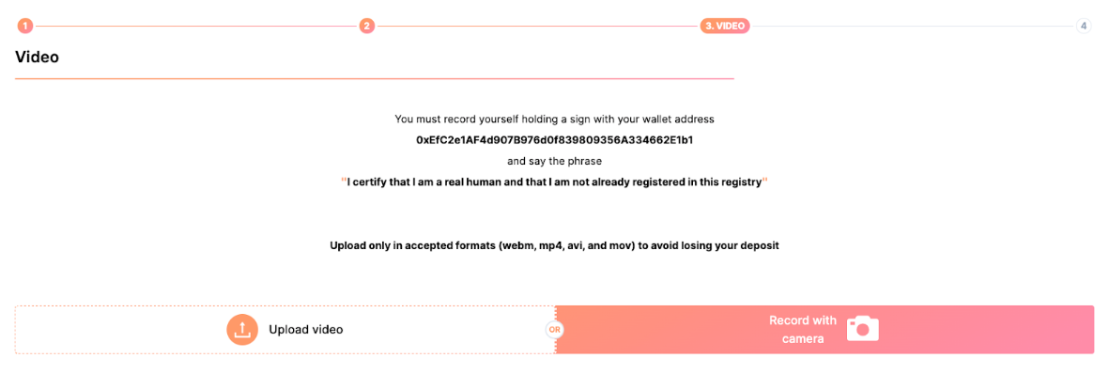 1
2
3. VIDEO
4
Video
You must record yourself holding a sign with your wallet address
0xEfC2e1AF4d907B976d0f839809356A334662E1b1
and say the phrase
"I certify that I am a real human and that I am not already registered in this registry"
Upload only in accepted formats (webm, mp4, avi, and mov) to avoid losing your deposit
Upload video
OR
Record with
camera